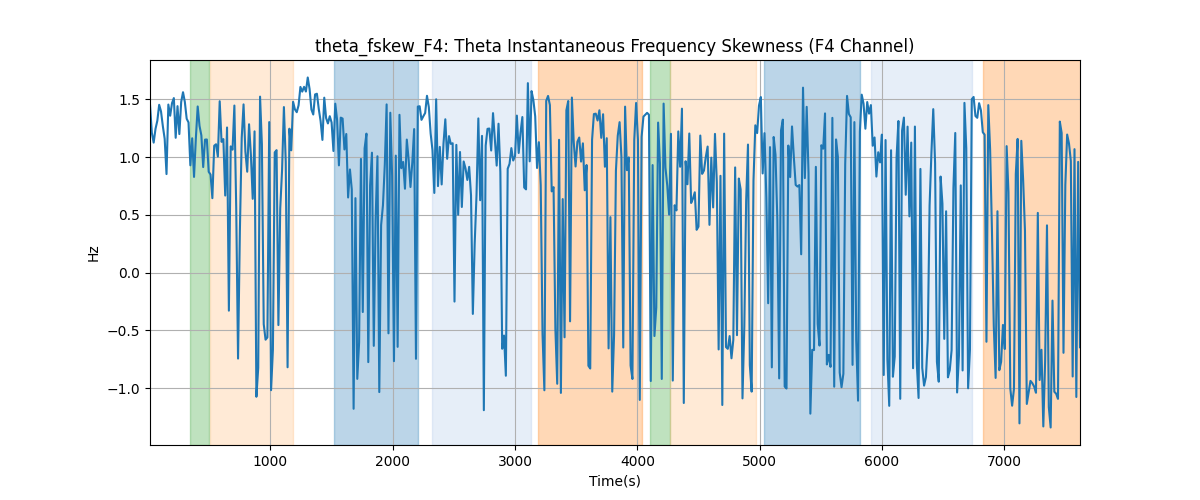 theta_fskew_F4: Theta Instantaneous Frequency Skewness (F4 Channel)
1.5
1.0
0.5
0.0
−0.5
−1.0
Hz
1000 2000 3000 4000 5000 6000 7000
Time(s)